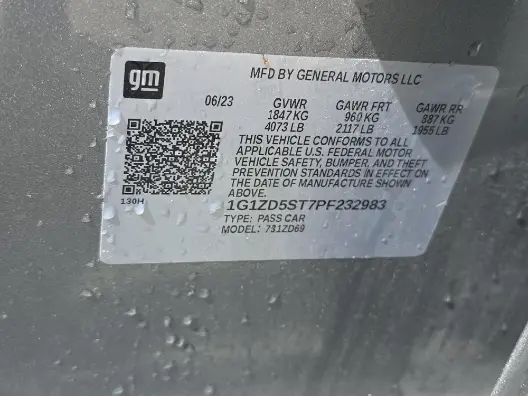 gm
MFD BY GENERAL MOTORS LLC
06/23 GVWR GAWR FRT GAWR RR
1847 KG 960 KG 887 KG
4073 LB 2117 LB 1955 LB
THIS VEHICLE CONFORMS TO ALL
APPLICABLE U.S. FEDERAL MOTOR
VEHICLE SAFETY, BUMPER, AND THEFT
PREVENTION STANDARDS IN EFFECT ON
THE DATE OF MANUFACTURE SHOWN
ABOVE.
130H
1G1ZD5ST7PF232983
TYPE: PASS CAR
MODEL: 731ZD69